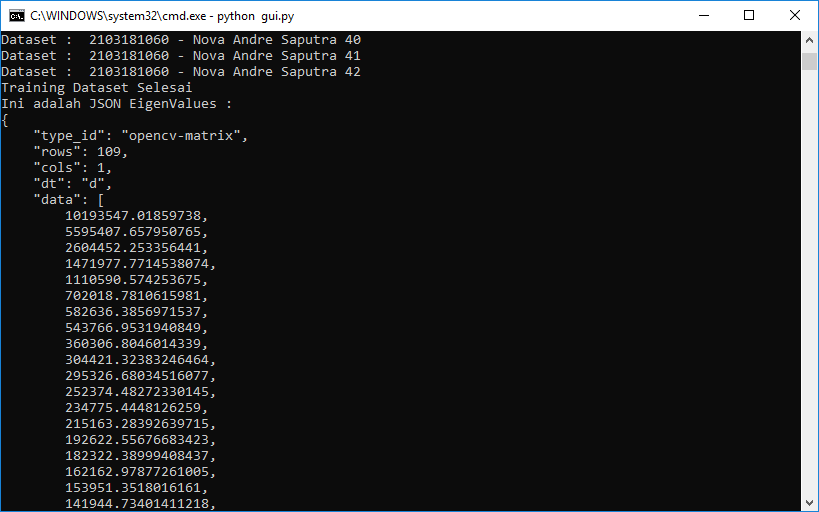 C:\WINDOWS\system32\cmd.exe - python  gui.py
Dataset :  2103181060 - Nova Andre Saputra 40
Dataset :  2103181060 - Nova Andre Saputra 41
Dataset :  2103181060 - Nova Andre Saputra 42
Training Dataset Selesai
Ini adalah JSON EigenValues :
{
    "type_id": "opencv-matrix",
    "rows": 109,
    "cols": 1,
    "dt": "d",
    "data": [
        10193547.01859738,
        5595407.657950765,
        2604452.253356441,
        1471977.7714538074,
        1110590.574253675,
        702018.7810615981,
        582636.3856971537,
        543766.9531940849,
        360306.8046014339,
        304421.32383246464,
        295326.68034516077,
        252374.48272330145,
        234775.4448126259,
        215163.28392639715,
        192622.55676683423,
        182322.38999408437,
        162162.97877261005,
        153951.3518016161,
        141944.73401411218,